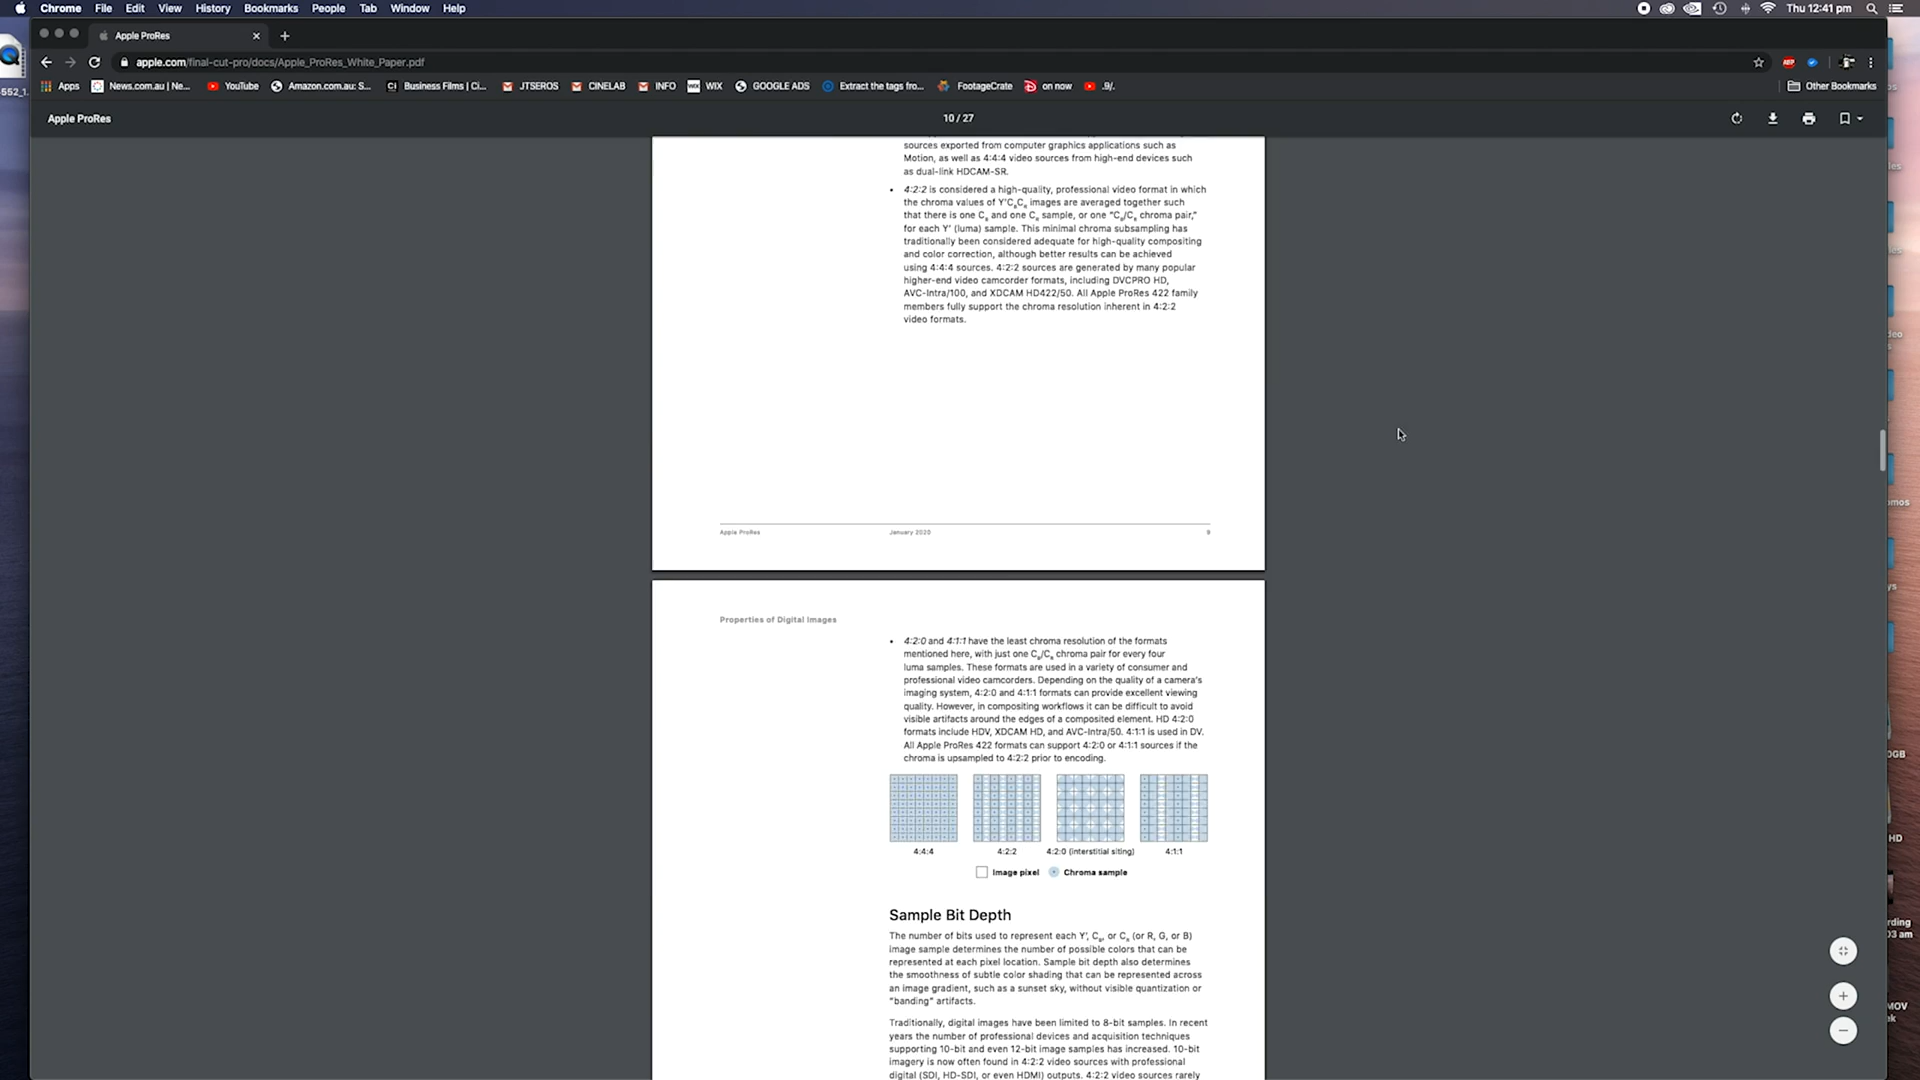 Chrome File Edit View History Bookmarks People Tab Window Help Thu 12:41 pm
Apple ProRes
apple.com/final-cut-pro/docs/Apple_ProRes_White_Paper.pdf
Apps News.com.au | Ne... YouTube Amazon.com.au: S... Business Films | Ci... JTSEROS CINELAB INFO WIX GOOGLE ADS Extract the tags fro... FootageCrate on now .9/. Other Bookmarks
Apple ProRes 10 / 27
sources exported from computer graphics applications such as
Motion, as well as 4:4:4 video sources from high-end devices such
as dual-link HDCAM-SR.
• 4:2:2 is considered a high-quality, professional video format in which
the chroma values of Y'CBCR images are averaged together such
that there is one CB and one CR sample, or one "CB/CR chroma pair,"
for each Y' (luma) sample. This minimal chroma subsampling has
traditionally been considered adequate for high-quality compositing
and color correction, although better results can be achieved
using 4:4:4 sources. 4:2:2 sources are generated by many popular
higher-end video camcorder formats, including DVCPRO HD,
AVC-Intra/100, and XDCAM HD422/50. All Apple ProRes 422 family
members fully support the chroma resolution inherent in 4:2:2
video formats.
Apple ProRes January 2020 9
Properties of Digital Images
• 4:2:0 and 4:1:1 have the least chroma resolution of the formats
mentioned here, with just one CB/CR chroma pair for every four
luma samples. These formats are used in a variety of consumer and
professional video camcorders. Depending on the quality of a camera's
imaging system, 4:2:0 and 4:1:1 formats can provide excellent viewing
quality. However, in compositing workflows it can be difficult to avoid
visible artifacts around the edges of a composited element. HD 4:2:0
formats include HDV, XDCAM HD, and AVC-Intra/50. 4:1:1 is used in DV.
All Apple ProRes 422 formats can support 4:2:0 or 4:1:1 sources if the
chroma is upsampled to 4:2:2 prior to encoding.
4:4:4 4:2:2 4:2:0 (interstitial siting) 4:1:1
Image pixel Chroma sample
Sample Bit Depth
The number of bits used to represent each Y', CB, or CR (or R, G, or B)
image sample determines the number of possible colors that can be
represented at each pixel location. Sample bit depth also determines
the smoothness of subtle color shading that can be represented across
an image gradient, such as a sunset sky, without visible quantization or
"banding" artifacts.
Traditionally, digital images have been limited to 8-bit samples. In recent
years the number of professional devices and acquisition techniques
supporting 10-bit and even 12-bit image samples has increased. 10-bit
imagery is now often found in 4:2:2 video sources with professional
digital (SDI, HD-SDI, or even HDMI) outputs. 4:2:2 video sources rarely